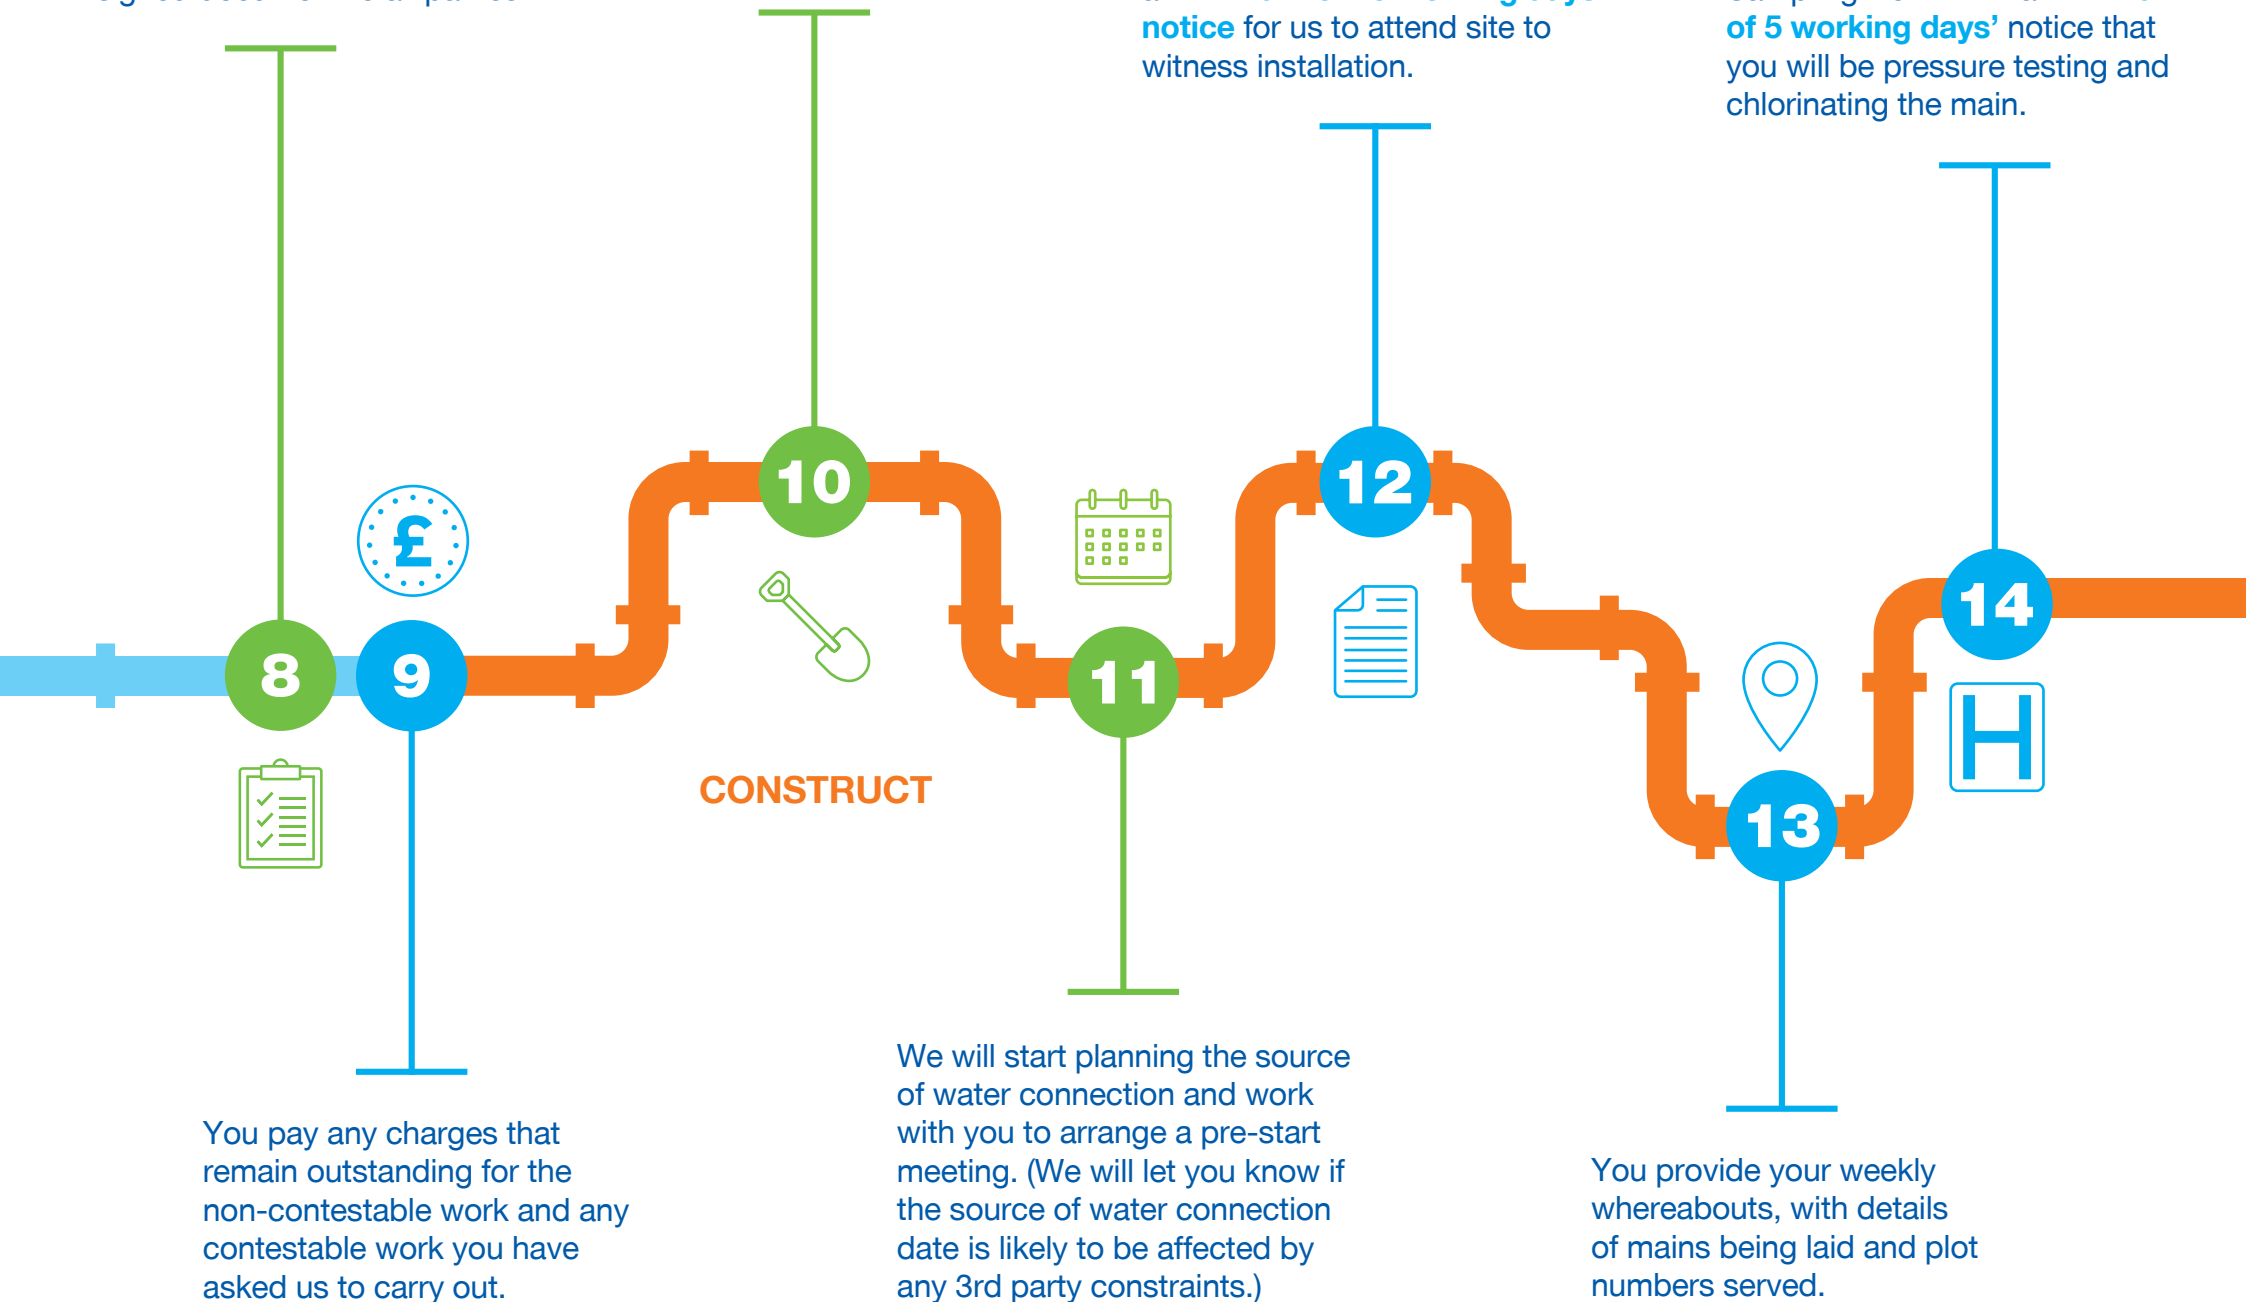 notice for us to attend site to
witness installation.
of 5 working days’ notice that
you will be pressure testing and
chlorinating the main.
10
12
£
14
8
9
11
H
CONSTRUCT
13
You pay any charges that
remain outstanding for the
non-contestable work and any
contestable work you have
asked us to carry out.
We will start planning the source
of water connection and work
with you to arrange a pre-start
meeting. (We will let you know if
the source of water connection
date is likely to be affected by
any 3rd party constraints.)
You provide your weekly
whereabouts, with details
of mains being laid and plot
numbers served.